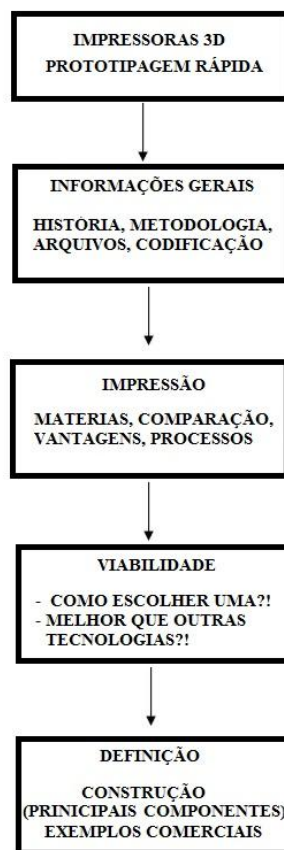 IMPRESSORAS 3D
PROTOTIPAGEM RÁPIDA
INFORMAÇÕES GERAIS
HISTÓRIA, METODOLOGIA,
ARQUIVOS, CODIFICAÇÃO
IMPRESSÃO
MATERIAS, COMPARAÇÃO,
VANTAGENS, PROCESSOS
VIABILIDADE
- COMO ESCOLHER UMA?!
- MELHOR QUE OUTRAS
TECNOLOGIAS?!
DEFINIÇÃO
CONSTRUÇÃO
(PRINICIPAIS COMPONENTES)
EXEMPLOS COMERCIAIS